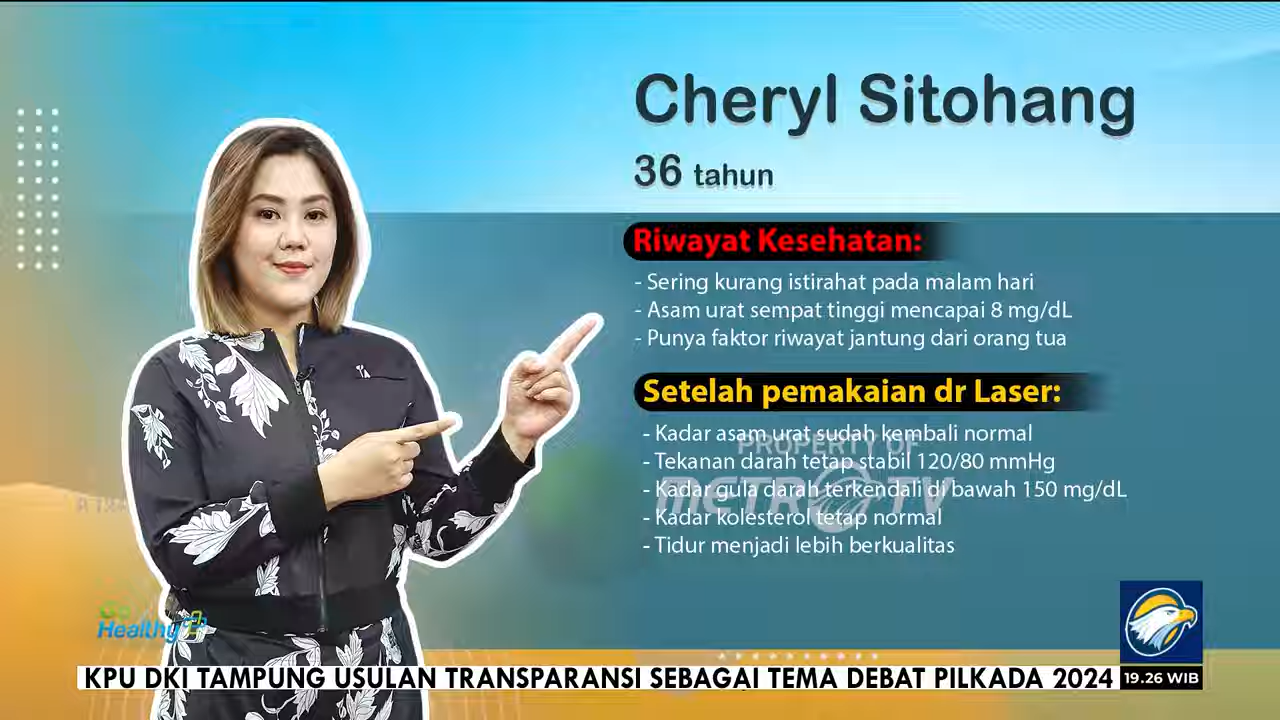 Cheryl Sitohang
36 tahun
Riwayat Kesehatan:
- Sering kurang istirahat pada malam hari
- Asam urat sempat tinggi mencapai 8 mg/dL
- Punya faktor riwayat jantung dari orang tua
Setelah pemakaian dr Laser:
- Kadar asam urat sudah kembali normal
- Tekanan darah tetap stabil 120/80 mmHg
- Kadar gula darah terkendali di bawah 150 mg/dL
- Kadar kolesterol tetap normal
- Tidur menjadi lebih berkualitas
PROPERTY OF
METRO TV
Go
Healthy
KPU DKI TAMPUNG USULAN TRANSPARANSI SEBAGAI TEMA DEBAT PILKADA 2024
19.26 WIB